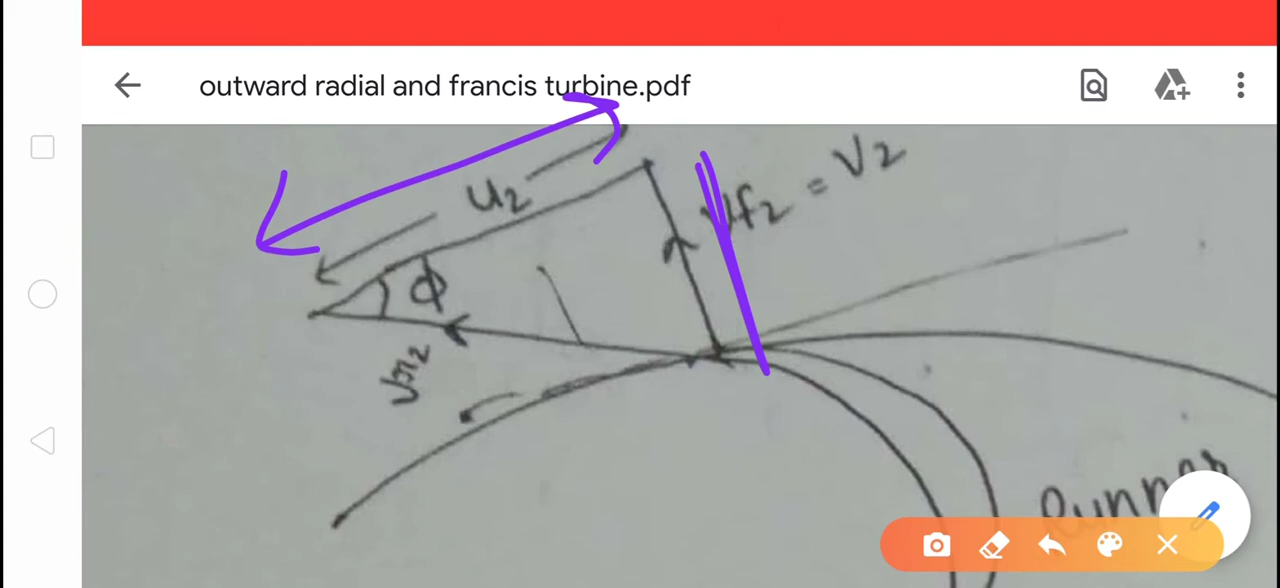 outward radial and francis turbine.pdf
u2
Vf2 = V2
ϕ
Vr2
Runner